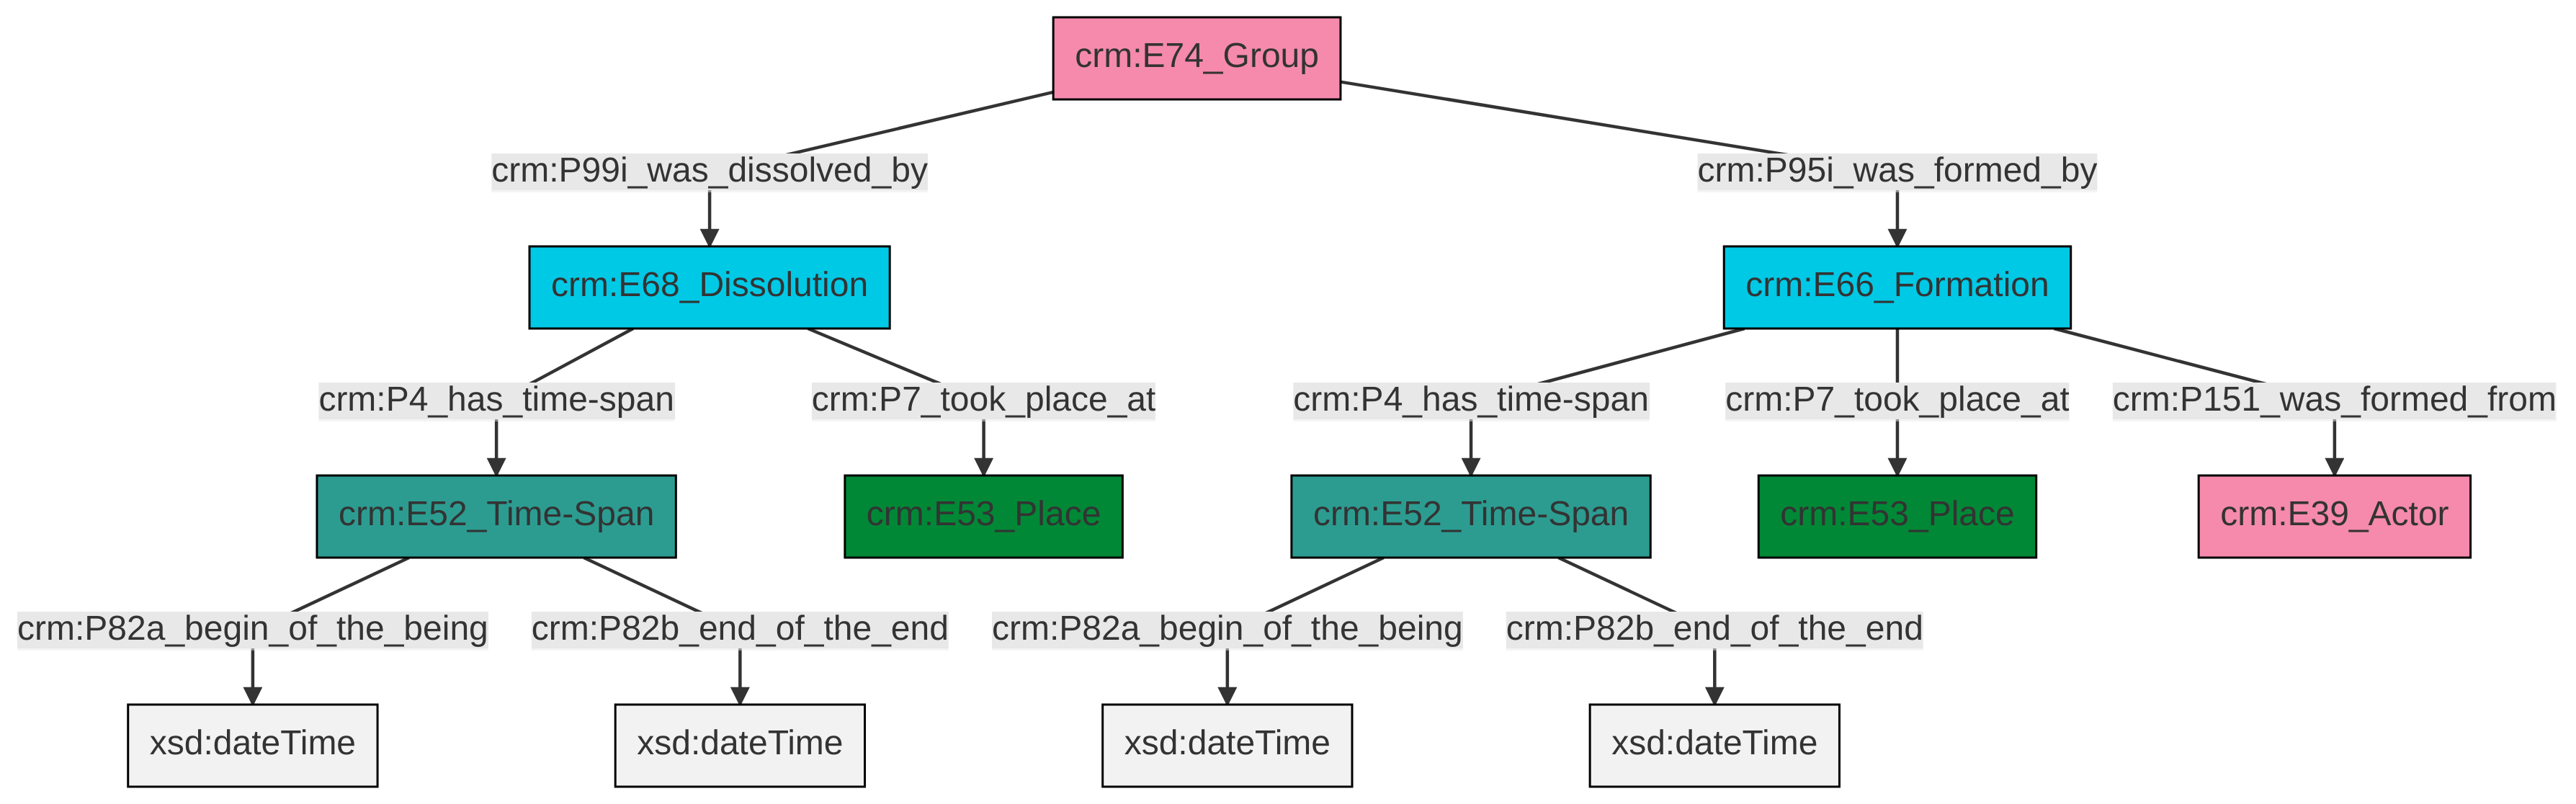 crm:E74_Group
crm:P99i_was_dissolved_by
crm:P95i_was_formed_by
crm:E68_Dissolution
crm:E66_Formation
crm:P4_has_time-span
crm:P7_took_place_at
crm:P4_has_time-span
crm:P7_took_place_at
crm:P151_was_formed_from
crm:E52_Time-Span
crm:E53_Place
crm:E52_Time-Span
crm:E53_Place
crm:E39_Actor
crm:P82a_begin_of_the_being
crm:P82b_end_of_the_end
crm:P82a_begin_of_the_being
crm:P82b_end_of_the_end
xsd:dateTime
xsd:dateTime
xsd:dateTime
xsd:dateTime